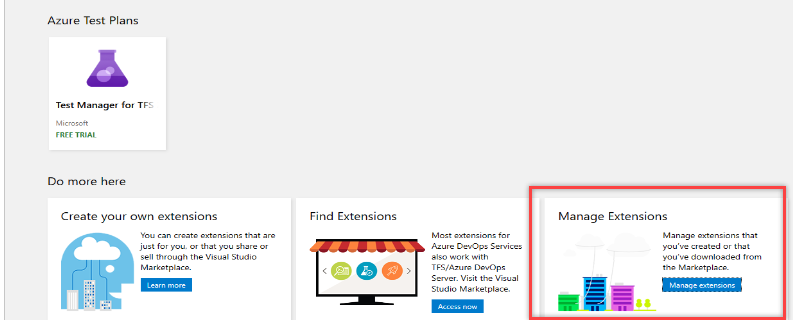 Azure Test Plans
Test Manager for TFS
Microsoft
FREE TRIAL
Do more here
Create your own extensions
You can create extensions that are
just for you, or that you share or
sell through the Visual Studio
Marketplace.
Learn more
Find Extensions
Most extensions for
Azure DevOps Services
also work with
TFS/Azure DevOps
Server. Visit the Visual
Studio Marketplace.
Access now
Manage Extensions
Manage extensions that
you've created or that
you've downloaded from
the Marketplace.
Manage extensions